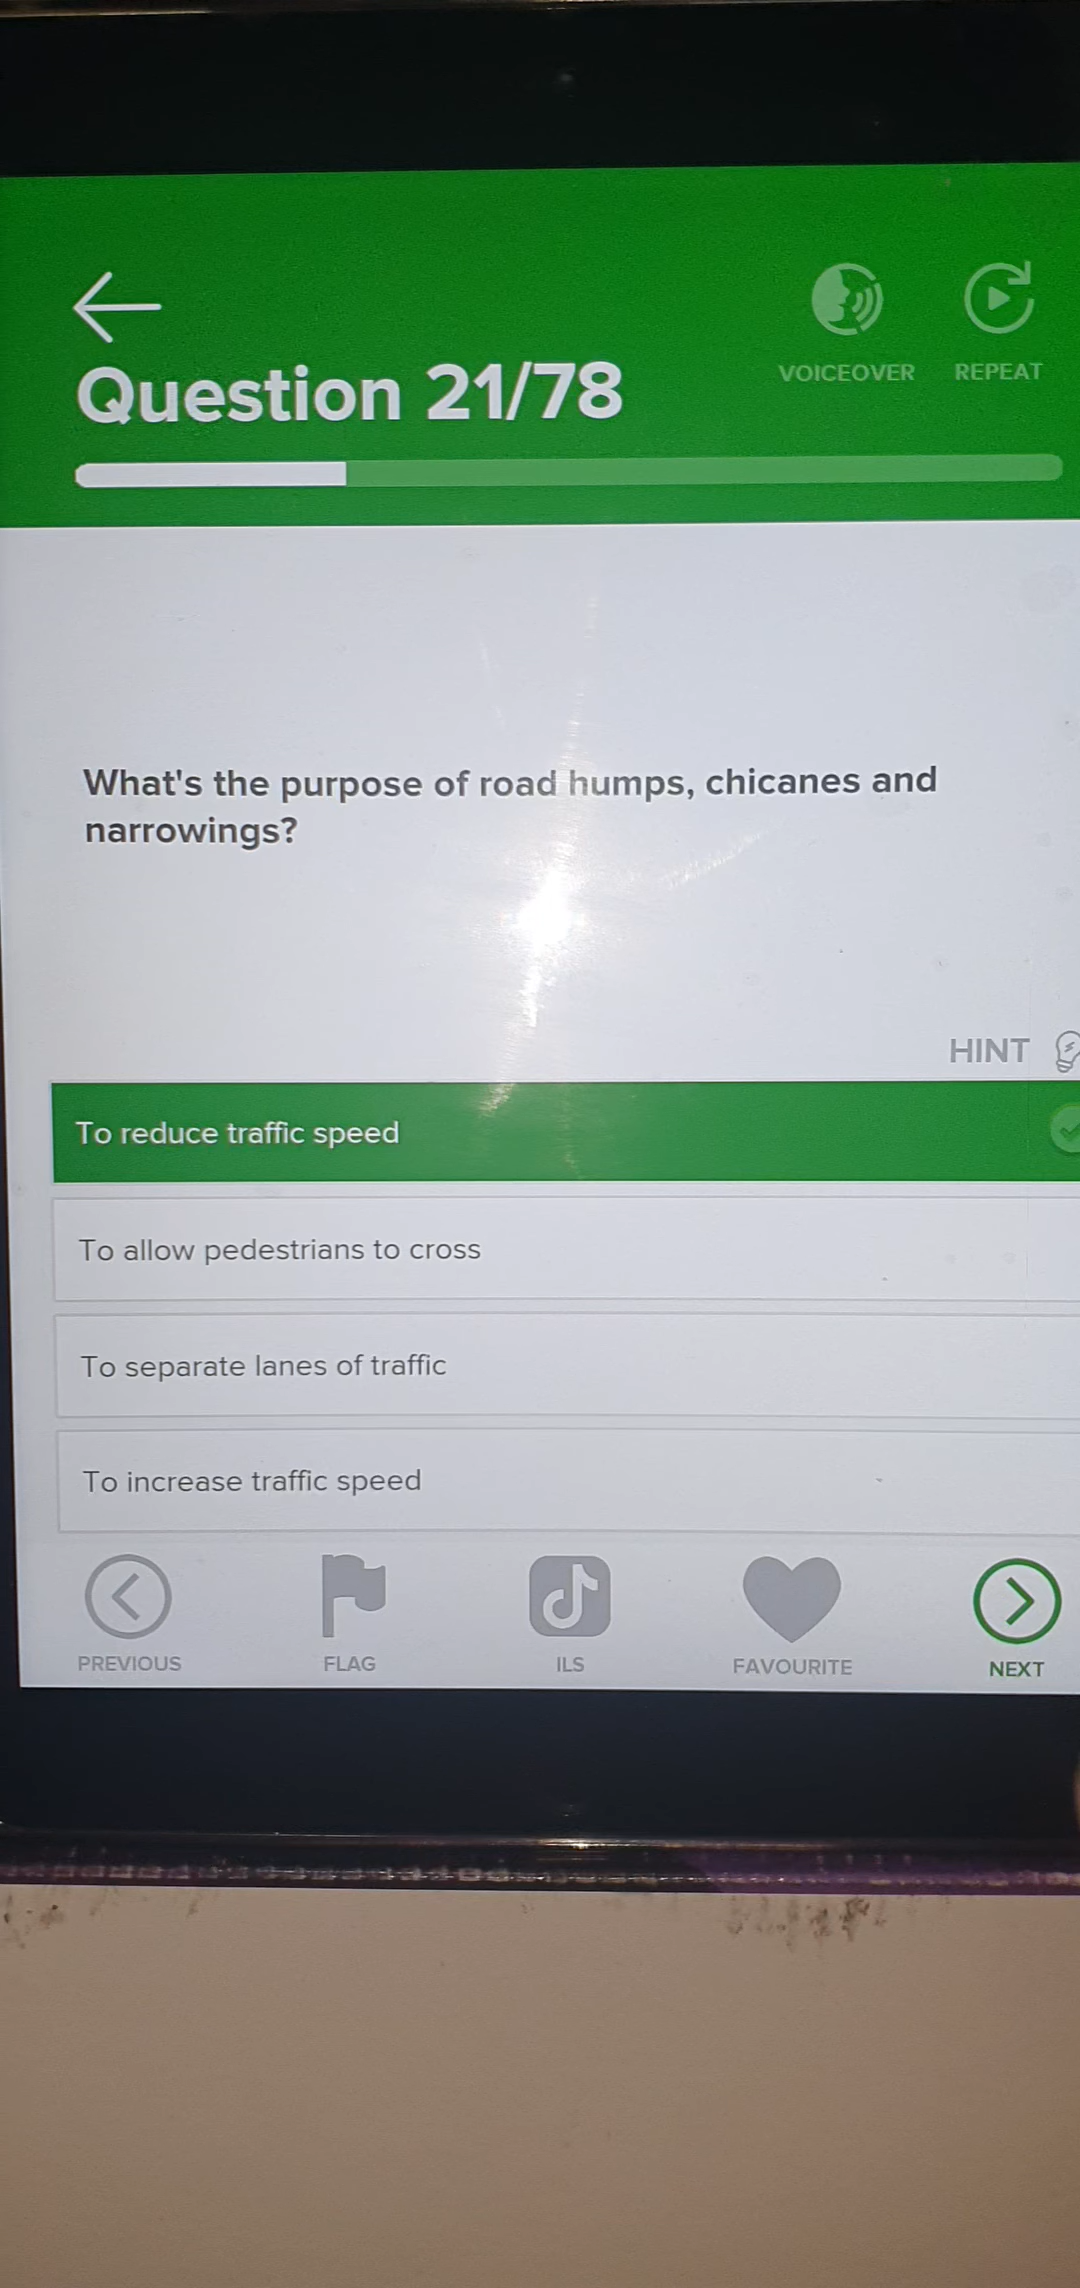 VOICEOVER REPEAT
Question 21/78
What's the purpose of road humps, chicanes and
narrowings?
HINT
To reduce traffic speed
To allow pedestrians to cross
To separate lanes of traffic
To increase traffic speed
PREVIOUS FLAG ILS FAVOURITE NEXT